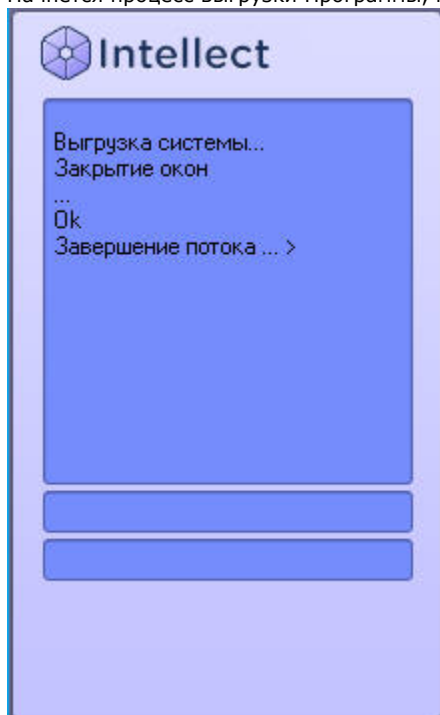 Intellect
Выгрузка системы...
Закрытие окон
...
Ok
Завершение потока ... >